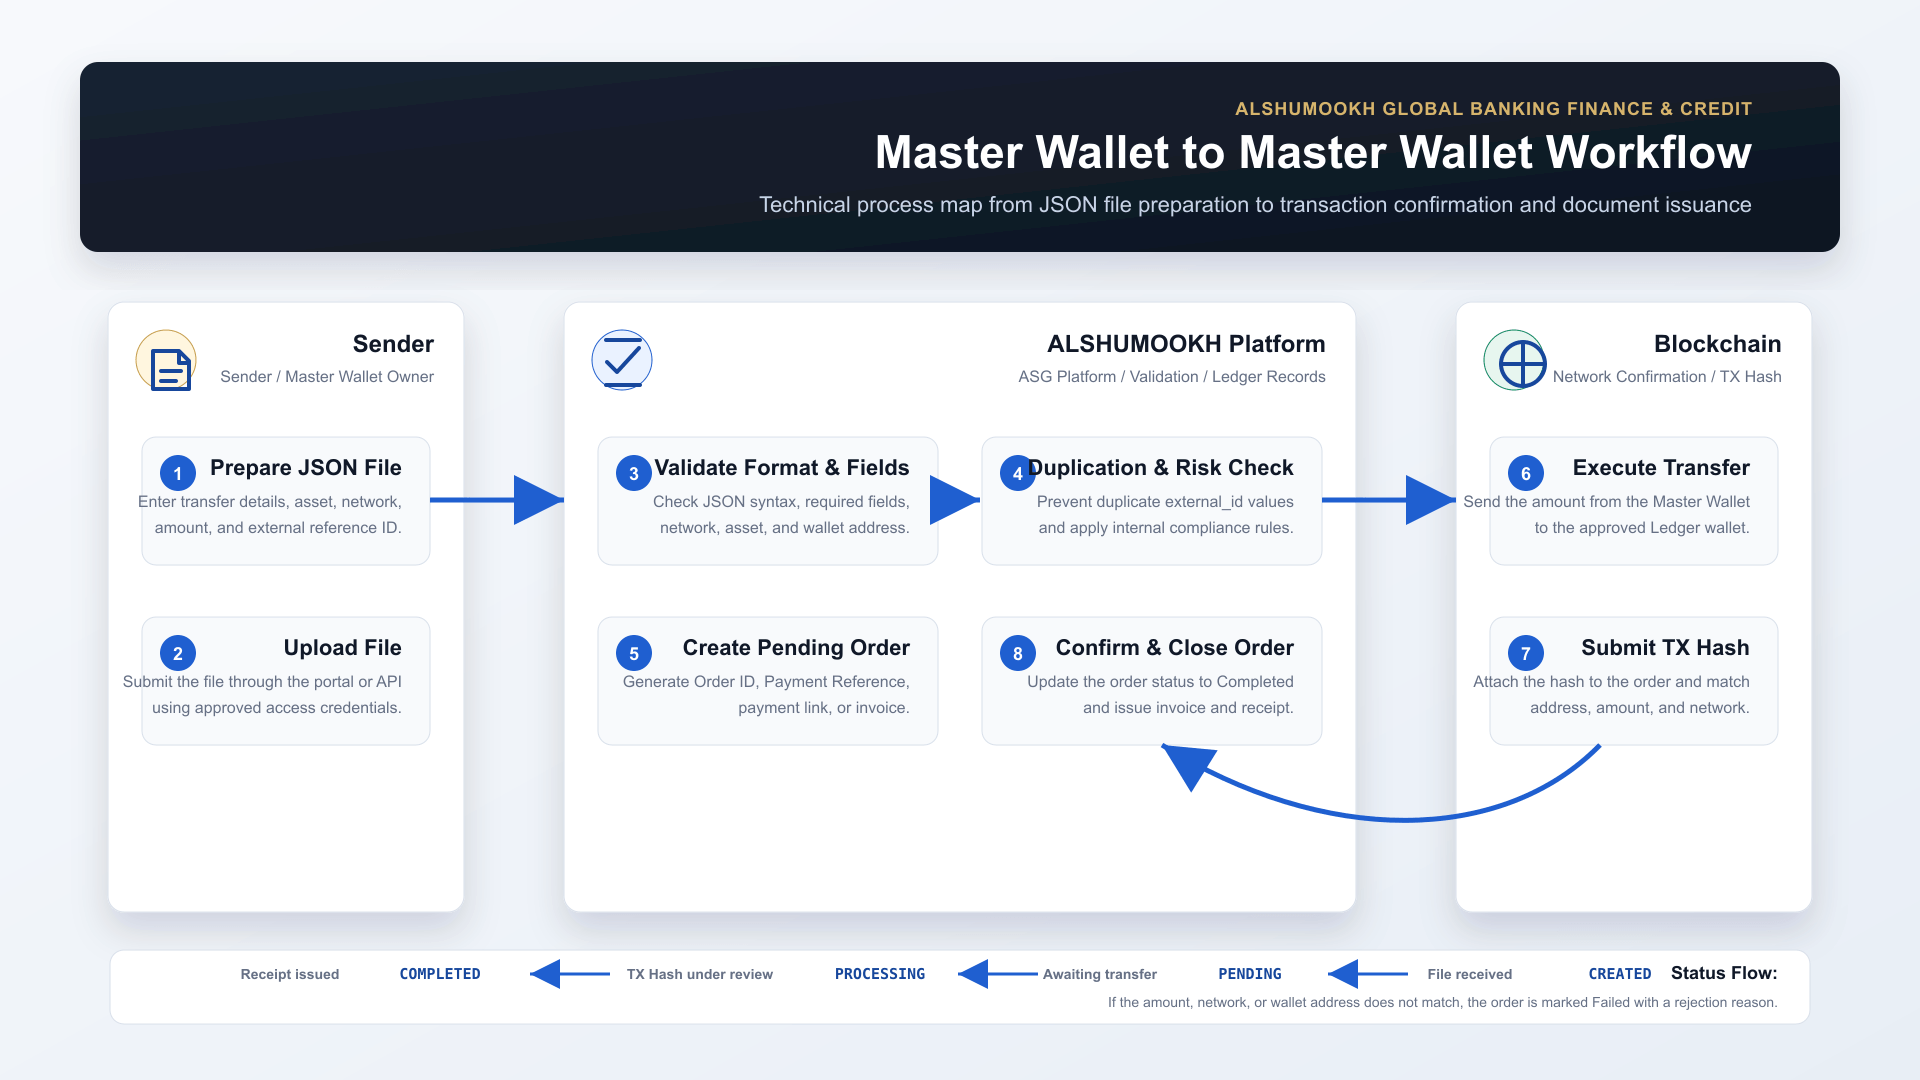 ALSHUMOOKH GLOBAL BANKING FINANCE & CREDIT
Master Wallet to Master Wallet Workflow
Technical process map from JSON file preparation to transaction confirmation and document issuance
Sender
Sender / Master Wallet Owner
1
Prepare JSON File
Enter transfer details, asset, network,
amount, and external reference ID.
2
Upload File
Submit the file through the portal or API
using approved access credentials.
ALSHUMOOKH Platform
ASG Platform / Validation / Ledger Records
3
Validate Format & Fields
Check JSON syntax, required fields,
network, asset, and wallet address.
4
Duplication & Risk Check
Prevent duplicate external_id values
and apply internal compliance rules.
5
Create Pending Order
Generate Order ID, Payment Reference,
payment link, or invoice.
8
Confirm & Close Order
Update the order status to Completed
and issue invoice and receipt.
Blockchain
Network Confirmation / TX Hash
6
Execute Transfer
Send the amount from the Master Wallet
to the approved Ledger wallet.
7
Submit TX Hash
Attach the hash to the order and match
address, amount, and network.
Receipt issued COMPLETED TX Hash under review PROCESSING Awaiting transfer PENDING File received CREATED Status Flow:
If the amount, network, or wallet address does not match, the order is marked Failed with a rejection reason.